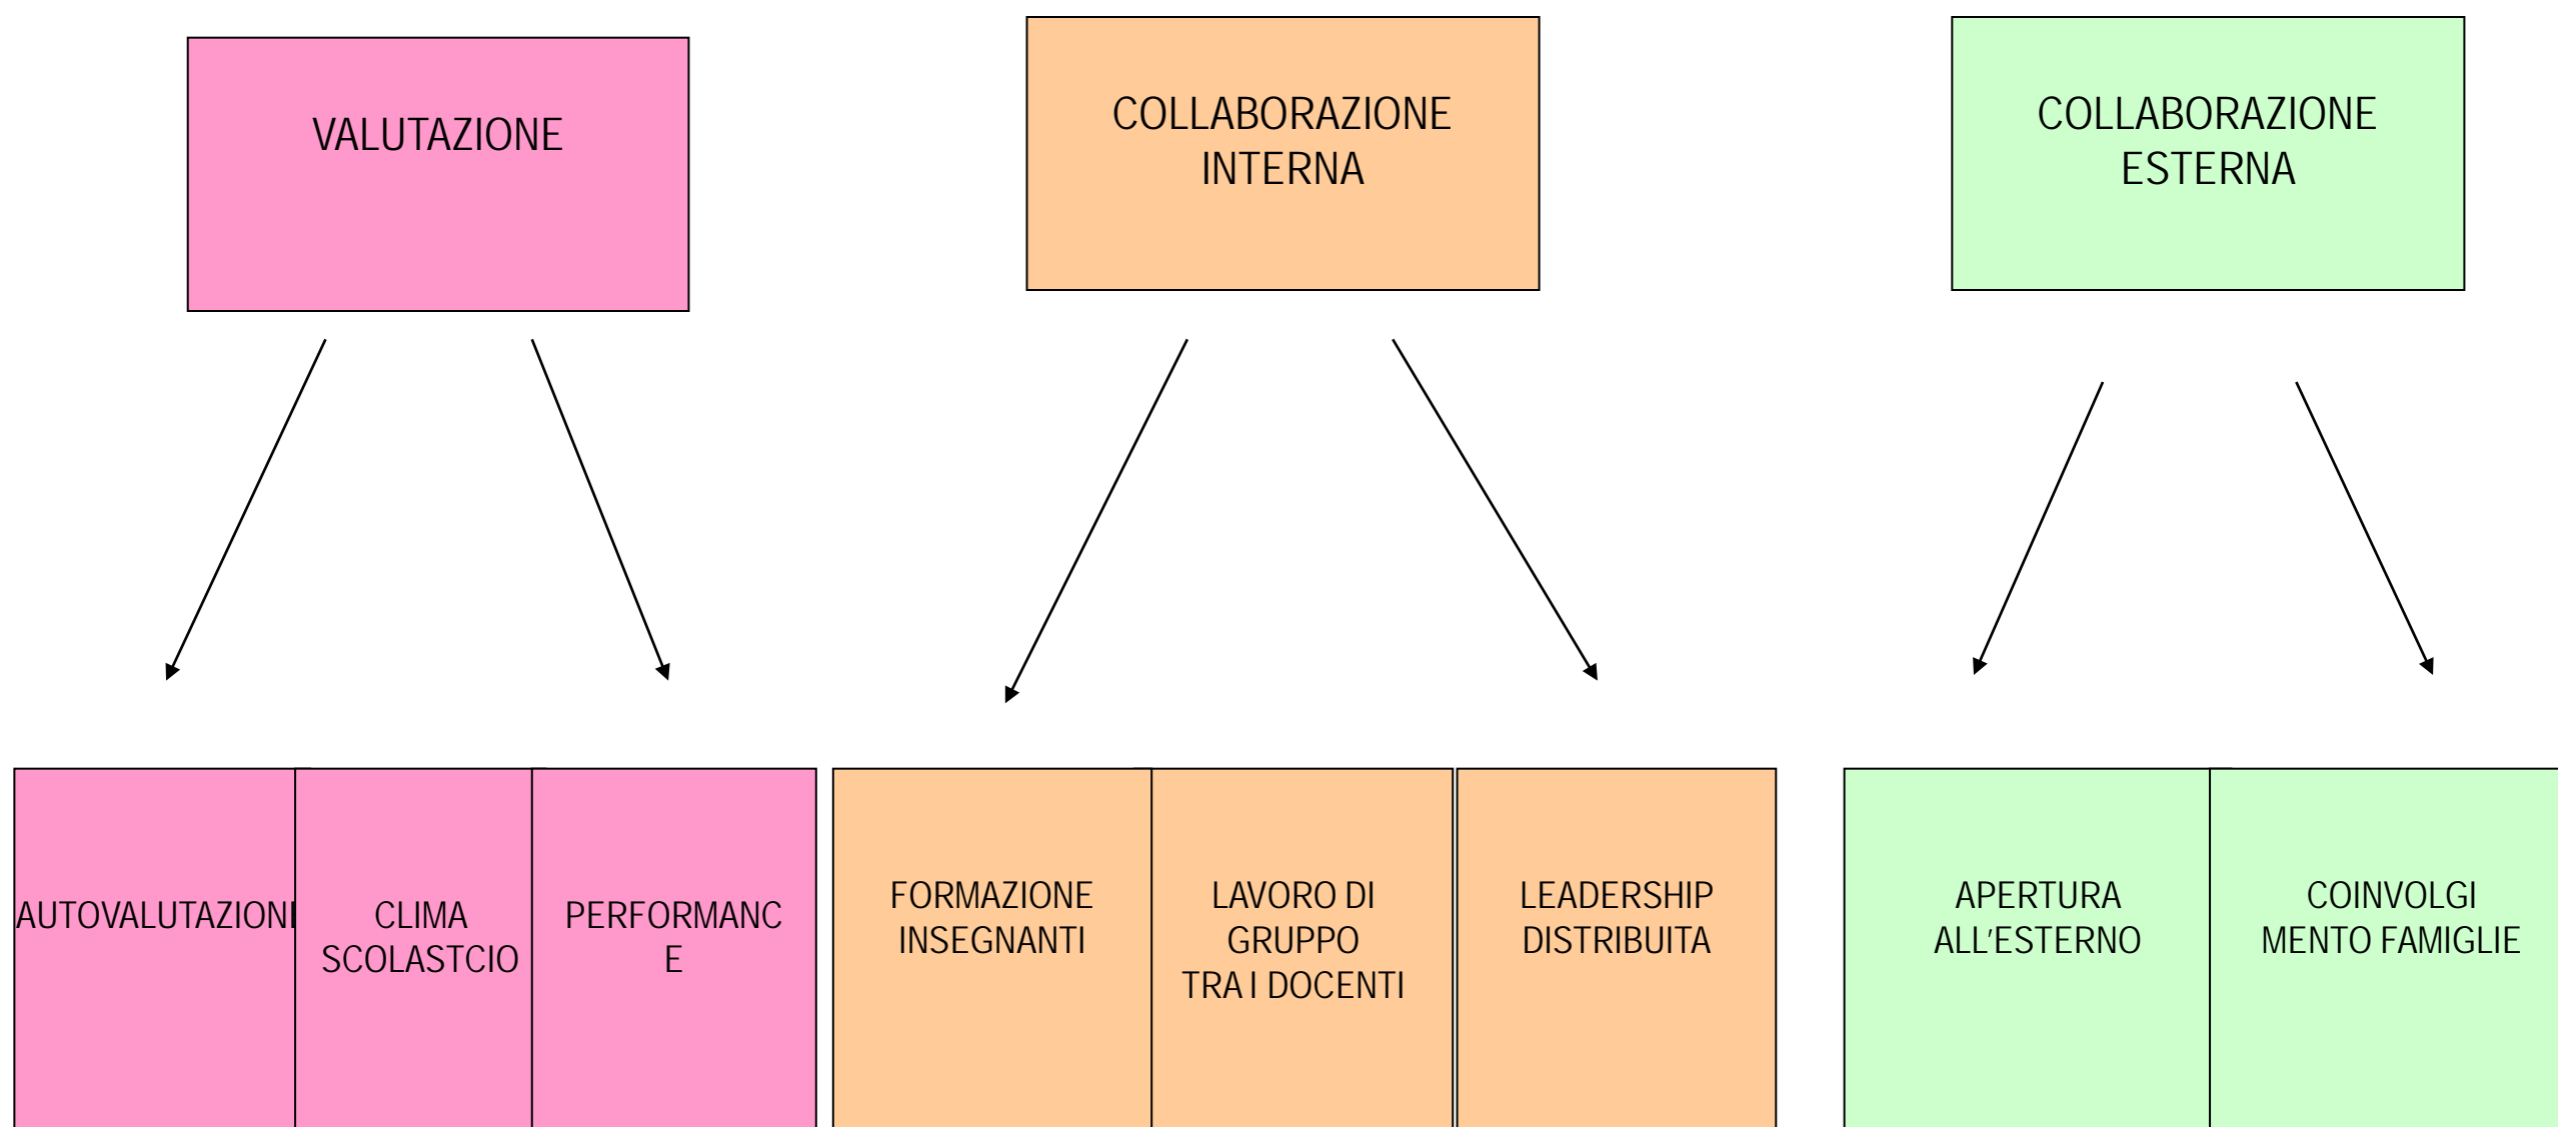 VALUTAZIONE
COLLABORAZIONE
INTERNA
COLLABORAZIONE
ESTERNA
AUTOVALUTAZIONI
CLIMA
SCOLASTCIO
PERFORMANC
E
FORMAZIONE
INSEGNANTI
LAVORO DI
GRUPPO
TRA I DOCENTI
LEADERSHIP
DISTRIBUITA
APERTURA
ALL'ESTERNO
COINVOLGI
MENTO FAMIGLIE